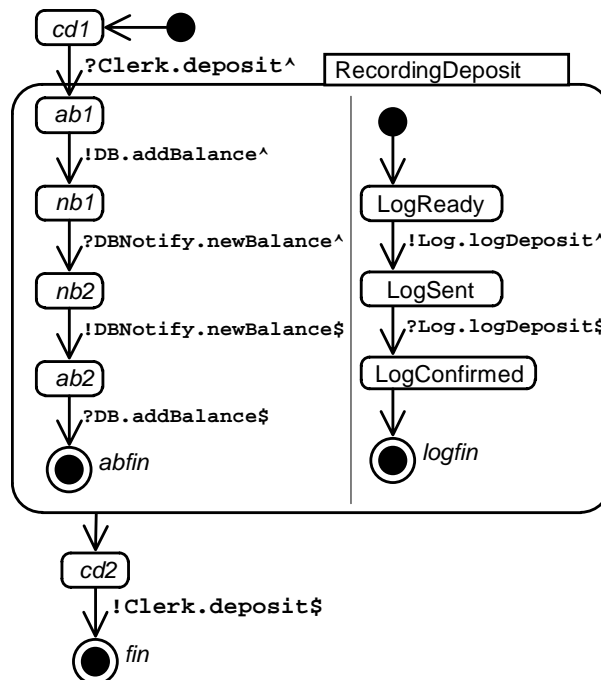 cd1
?Clerk.deposit^
RecordingDeposit
ab1
!DB.addBalance^
nb1
?DBNotify.newBalance^
nb2
!DBNotify.newBalance$
ab2
?DB.addBalance$
abfin
LogReady
!Log.logDeposit^
LogSent
?Log.logDeposit$
LogConfirmed
logfin
cd2
!Clerk.deposit$
fin